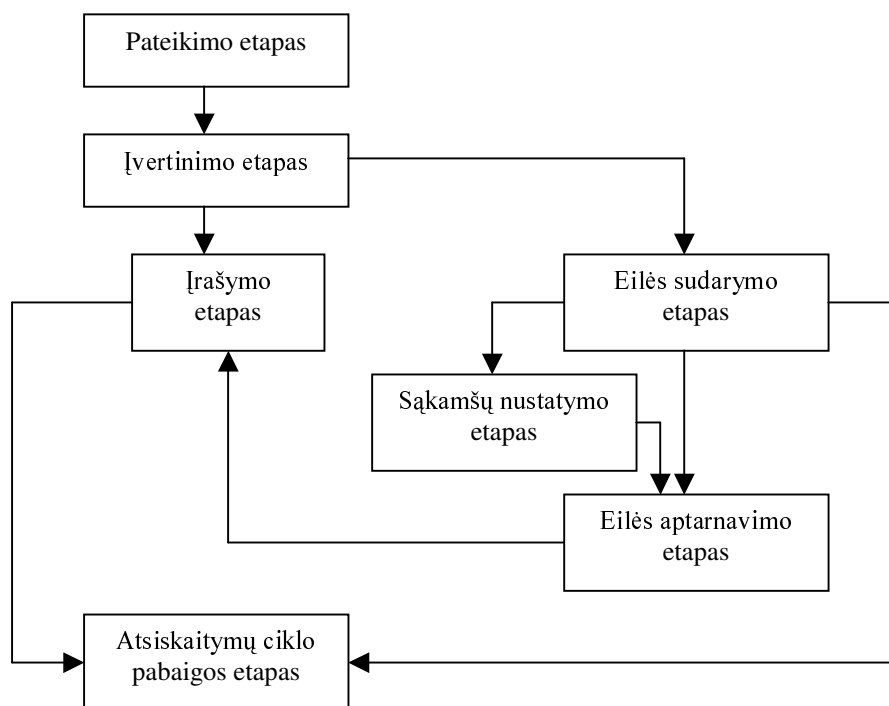 Pateikimo etapas
Įvertinimo etapas
Įrašymo
etapas
Eilės sudarymo
etapas
Sąkamšų nustatymo
etapas
Eilės aptarnavimo
etapas
Atsiskaitymų ciklo
pabaigos etapas